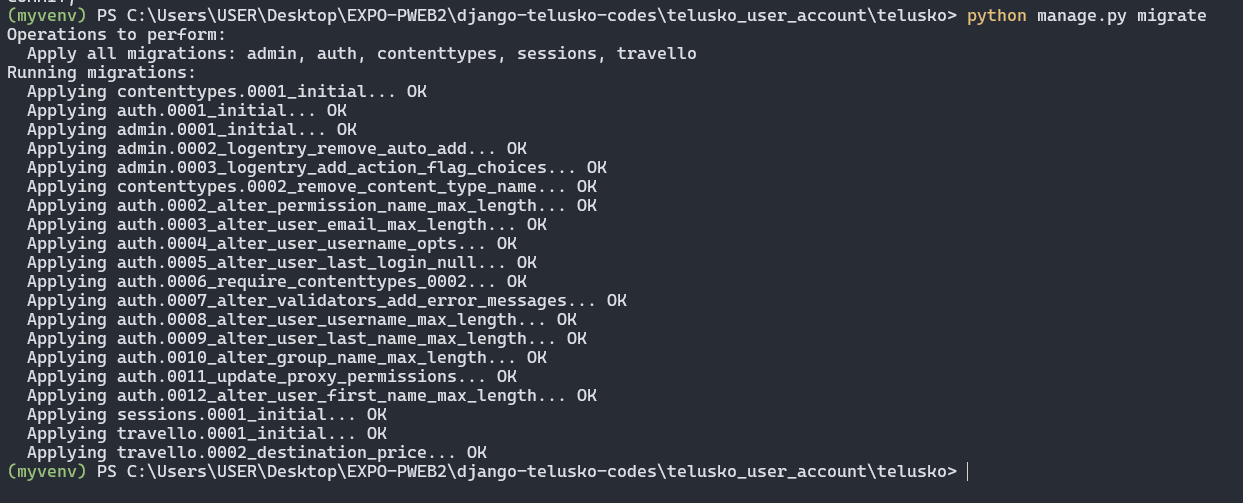 (myvenv) PS C:\Users\USER\Desktop\EXPO-PWEB2\django-telusko-codes\telusko_user_account\telusko> python manage.py migrate
Operations to perform:
  Apply all migrations: admin, auth, contenttypes, sessions, travello
Running migrations:
  Applying contenttypes.0001_initial... OK
  Applying auth.0001_initial... OK
  Applying admin.0001_initial... OK
  Applying admin.0002_logentry_remove_auto_add... OK
  Applying admin.0003_logentry_add_action_flag_choices... OK
  Applying contenttypes.0002_remove_content_type_name... OK
  Applying auth.0002_alter_permission_name_max_length... OK
  Applying auth.0003_alter_user_email_max_length... OK
  Applying auth.0004_alter_user_username_opts... OK
  Applying auth.0005_alter_user_last_login_null... OK
  Applying auth.0006_require_contenttypes_0002... OK
  Applying auth.0007_alter_validators_add_error_messages... OK
  Applying auth.0008_alter_user_username_max_length... OK
  Applying auth.0009_alter_user_last_name_max_length... OK
  Applying auth.0010_alter_group_name_max_length... OK
  Applying auth.0011_update_proxy_permissions... OK
  Applying auth.0012_alter_user_first_name_max_length... OK
  Applying sessions.0001_initial... OK
  Applying travello.0001_initial... OK
  Applying travello.0002_destination_price... OK
(myvenv) PS C:\Users\USER\Desktop\EXPO-PWEB2\django-telusko-codes\telusko_user_account\telusko>